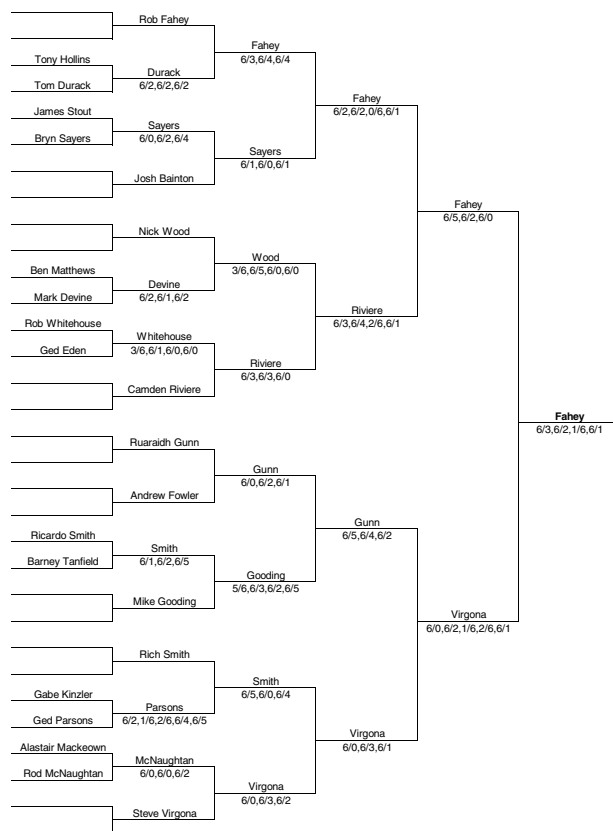 Rob Fahey
Fahey
6/3,6/4,6/4
Tony Hollins
Durack
6/2,6/2,6/2
Tom Durack
Fahey
6/2,6/2,0/6,6/1
James Stout
Sayers
6/0,6/2,6/4
Bryn Sayers
Sayers
6/1,6/0,6/1
Josh Bainton
Fahey
6/5,6/2,6/0
Nick Wood
Wood
3/6,6/5,6/0,6/0
Ben Matthews
Devine
6/2,6/1,6/2
Mark Devine
Riviere
6/3,6/4,2/6,6/1
Rob Whitehouse
Whitehouse
3/6,6/1,6/0,6/0
Ged Eden
Riviere
6/3,6/3,6/0
Camden Riviere
Fahey
6/3,6/2,1/6,6/1
Ruaraidh Gunn
Gunn
6/0,6/2,6/1
Andrew Fowler
Gunn
6/5,6/4,6/2
Ricardo Smith
Smith
6/1,6/2,6/5
Barney Tanfield
Gooding
5/6,6/3,6/2,6/5
Mike Gooding
Virgona
6/0,6/2,1/6,2/6,6/1
Rich Smith
Smith
6/5,6/0,6/4
Gabe Kinzler
Parsons
6/2,1/6,2/6,6/4,6/5
Ged Parsons
Virgona
6/0,6/3,6/1
Alastair Mackeown
McNaughtan
6/0,6/0,6/2
Rod McNaughtan
Virgona
6/0,6/3,6/2
Steve Virgona